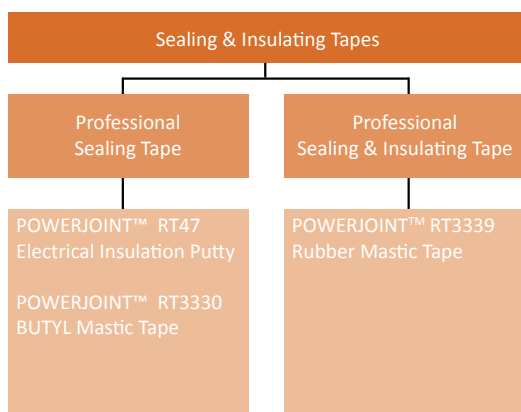 Sealing & Insulating Tapes
Professional
Sealing Tape
Professional
Sealing & Insulating Tape
POWERJOINT™ RT47
Electrical Insulation Putty
POWERJOINT™ RT3330
BUTYL Mastic Tape
POWERJOINT™ RT3339
Rubber Mastic Tape